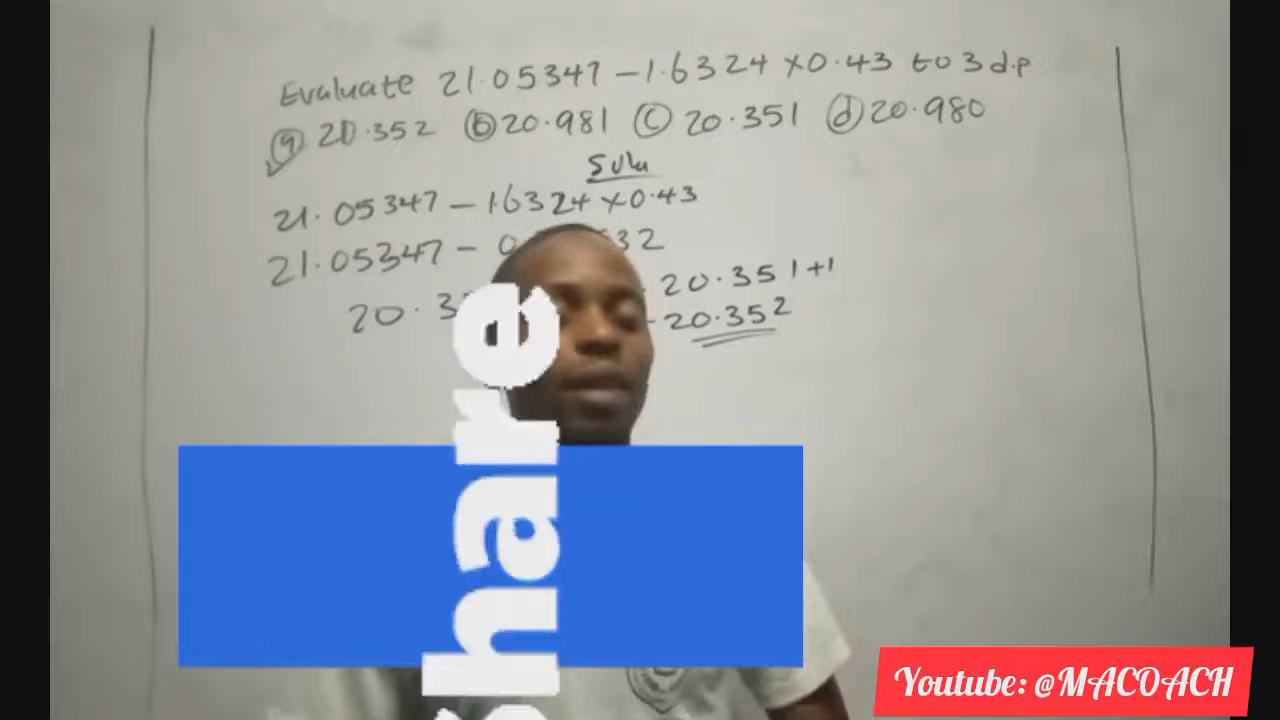 Evaluate 21.05347 - 1.6324 x 0.43 to 3 d.p
(a) 20.352 (b) 20.981 (c) 20.351 (d) 20.980
Soln
21.05347 - 1.6324 x 0.43
21.05347 - 0 32
20.3 20.351+1
20.352
Share
Youtube: @MACOACH